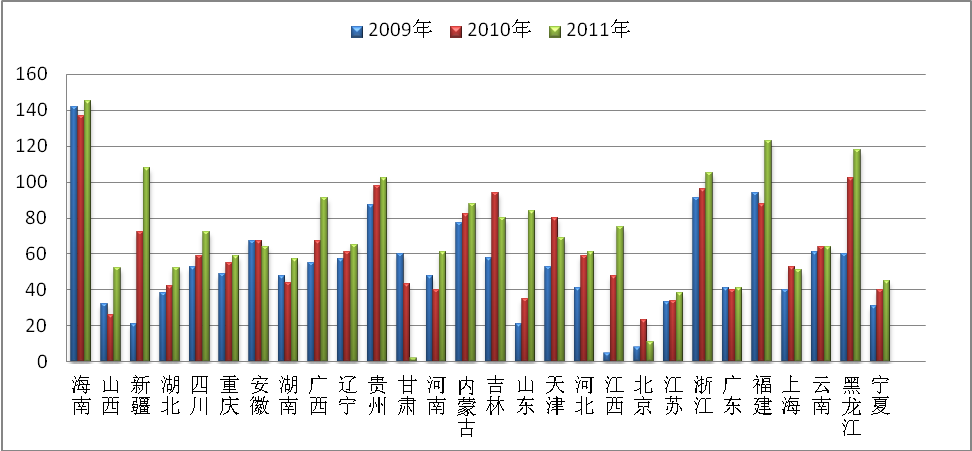 2009年 2010年 2011年
160
140
120
100
80
60
40
20
0
海南
山西
新疆
湖北
四川
重庆
安徽
湖南
广西
辽宁
贵州
甘肃
河南
内蒙古
吉林
山东
天津
河北
江西
北京
江苏
浙江
广东
福建
上海
云南
黑龙江
宁夏